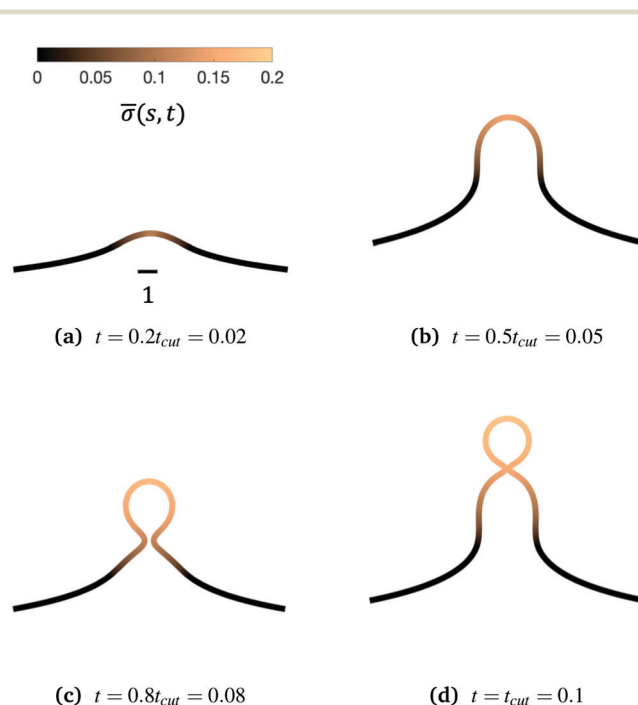 0 0.05 0.1 0.15 0.2
σ̅(s,t)
1
(a) t = 0.2t_cut = 0.02
(b) t = 0.5t_cut = 0.05
(c) t = 0.8t_cut = 0.08
(d) t = t_cut = 0.1